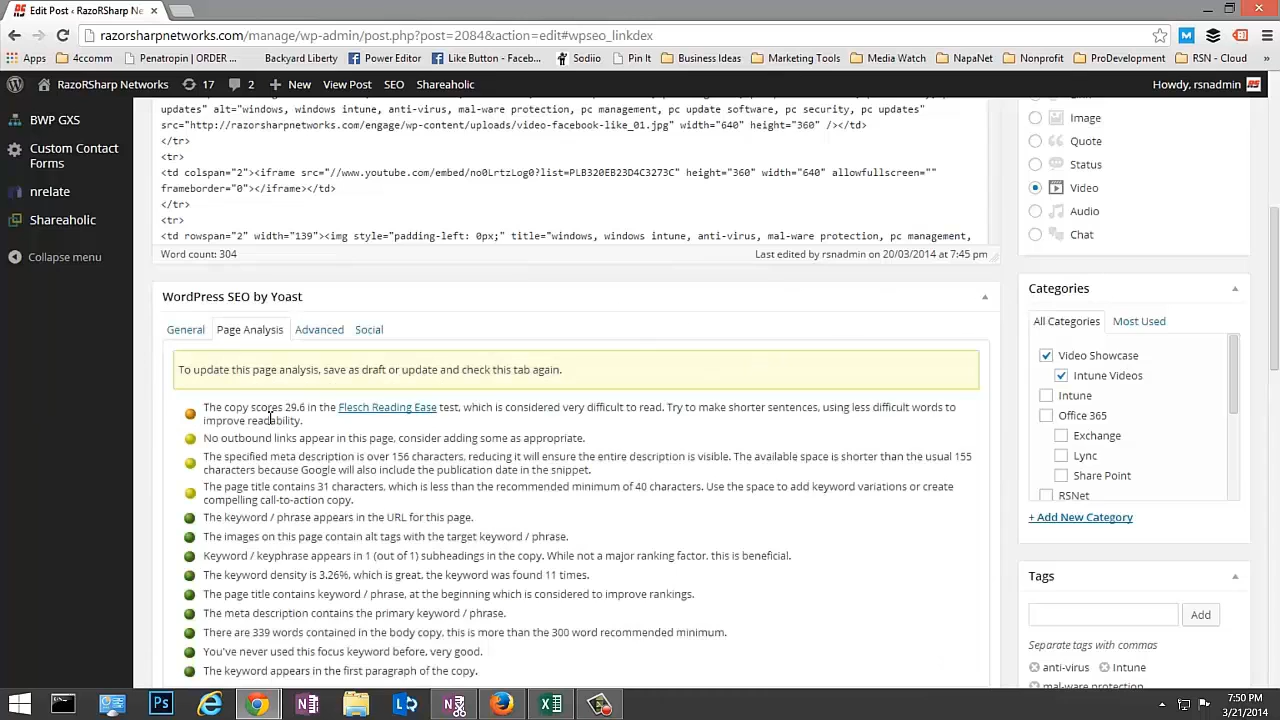 Edit Post ‹ RazoRSharp Ne
razorsharpnetworks.com/manage/wp-admin/post.php?post=2084&action=edit#wpseo_linkdex
Apps
4ccomm
Penatropin | ORDER ...
Backyard Liberty
Power Editor
Like Button - Faceb...
Sodiio
Pin It
Business Ideas
Marketing Tools
Media Watch
NapaNet
Nonprofit
ProDevelopment
RSN - Cloud
»
RazoRSharp Networks
17
2
New
View Post
SEO
Shareaholic
Howdy, rsnadmin
BWP GXS
Custom Contact
Forms
nrelate
Shareaholic
Collapse menu
updates" alt="windows, windows intune, anti-virus, mal-ware protection, pc management, pc update software, pc security, pc updates"
src="http://razorsharpnetworks.com/engage/wp-content/uploads/video-facebook-like_01.jpg" width="640" height="360" /></td>
</tr>
<tr>
<td colspan="2"><iframe src="//www.youtube.com/embed/no0LrtzLog0?list=PLB320EB23D4C3273C" height="360" width="640" allowfullscreen=""
frameborder="0"></iframe></td>
</tr>
<tr>
<td rowspan="2" width="139"><img style="padding-left: 0px;" title="windows, windows intune, anti-virus, mal-ware protection, pc management,
Word count: 304
Last edited by rsnadmin on 20/03/2014 at 7:45 pm
WordPress SEO by Yoast
General
Page Analysis
Advanced
Social
To update this page analysis, save as draft or update and check this tab again.
The copy scores 29.6 in the Flesch Reading Ease test, which is considered very difficult to read. Try to make shorter sentences, using less difficult words to
improve readability.
No outbound links appear in this page, consider adding some as appropriate.
The specified meta description is over 156 characters, reducing it will ensure the entire description is visible. The available space is shorter than the usual 155
characters because Google will also include the publication date in the snippet.
The page title contains 31 characters, which is less than the recommended minimum of 40 characters. Use the space to add keyword variations or create
compelling call-to-action copy.
The keyword / phrase appears in the URL for this page.
The images on this page contain alt tags with the target keyword / phrase.
Keyword / keyphrase appears in 1 (out of 1) subheadings in the copy. While not a major ranking factor, this is beneficial.
The keyword density is 3.26%, which is great, the keyword was found 11 times.
The page title contains keyword / phrase, at the beginning which is considered to improve rankings.
The meta description contains the primary keyword / phrase.
There are 339 words contained in the body copy, this is more than the 300 word recommended minimum.
You've never used this focus keyword before, very good.
The keyword appears in the first paragraph of the copy.
Image
Quote
Status
Video
Audio
Chat
Categories
All Categories
Most Used
Video Showcase
Intune Videos
Intune
Office 365
Exchange
Lync
Share Point
RSNet
+ Add New Category
Tags
Add
Separate tags with commas
anti-virus
Intune
mal-ware protection
7:50 PM
3/21/2014